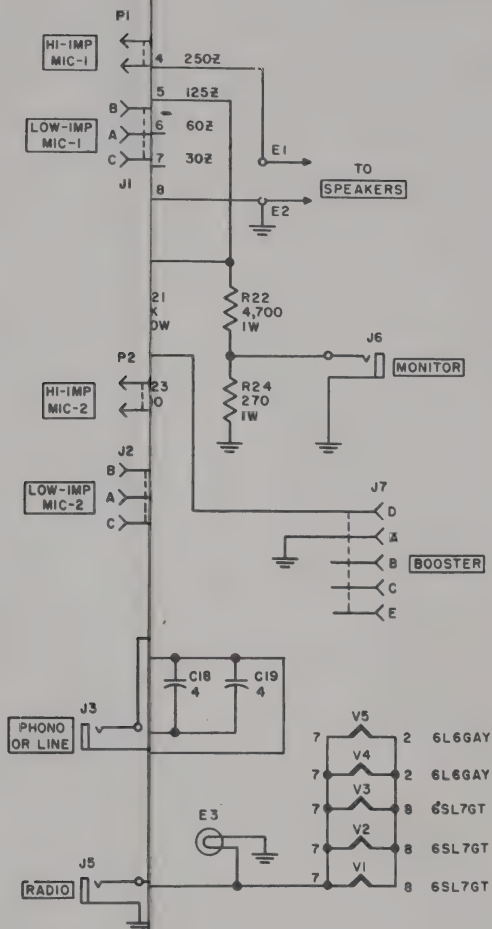 P1
HI-IMP
MIC-1
4 250Z
5 125Z
B
LOW-IMP
MIC-1
A
6 60Z
C
7 30Z
J1
8
E1
TO
SPEAKERS
E2
21
K
OW
R22
4,700
1W
J6
MONITOR
P2
HI-IMP
MIC-2
23
O
R24
270
1W
J2
B
LOW-IMP
MIC-2
A
C
J7
D
A
B BOOSTER
C
E
C18
4
C19
4
J3
PHONO
OR LINE
V5
7 2 6L6GAY
V4
7 2 6L6GAY
V3
7 8 6SL7GT
E3
V2
7 8 6SL7GT
V1
7 8 6SL7GT
J5
RADIO